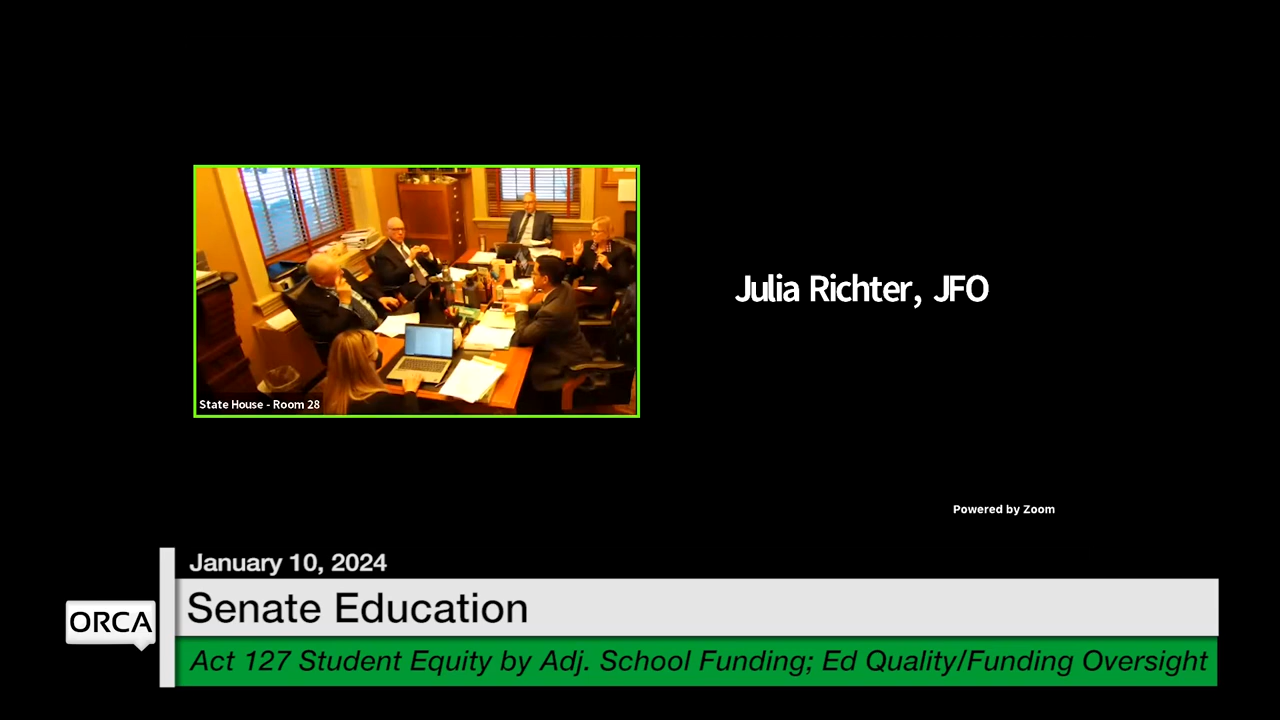 State House - Room 28
Julia Richter, JFO
Powered by Zoom
January 10, 2024
Senate Education
ORCA
Act 127 Student Equity by Adj. School Funding; Ed Quality/Funding Oversight